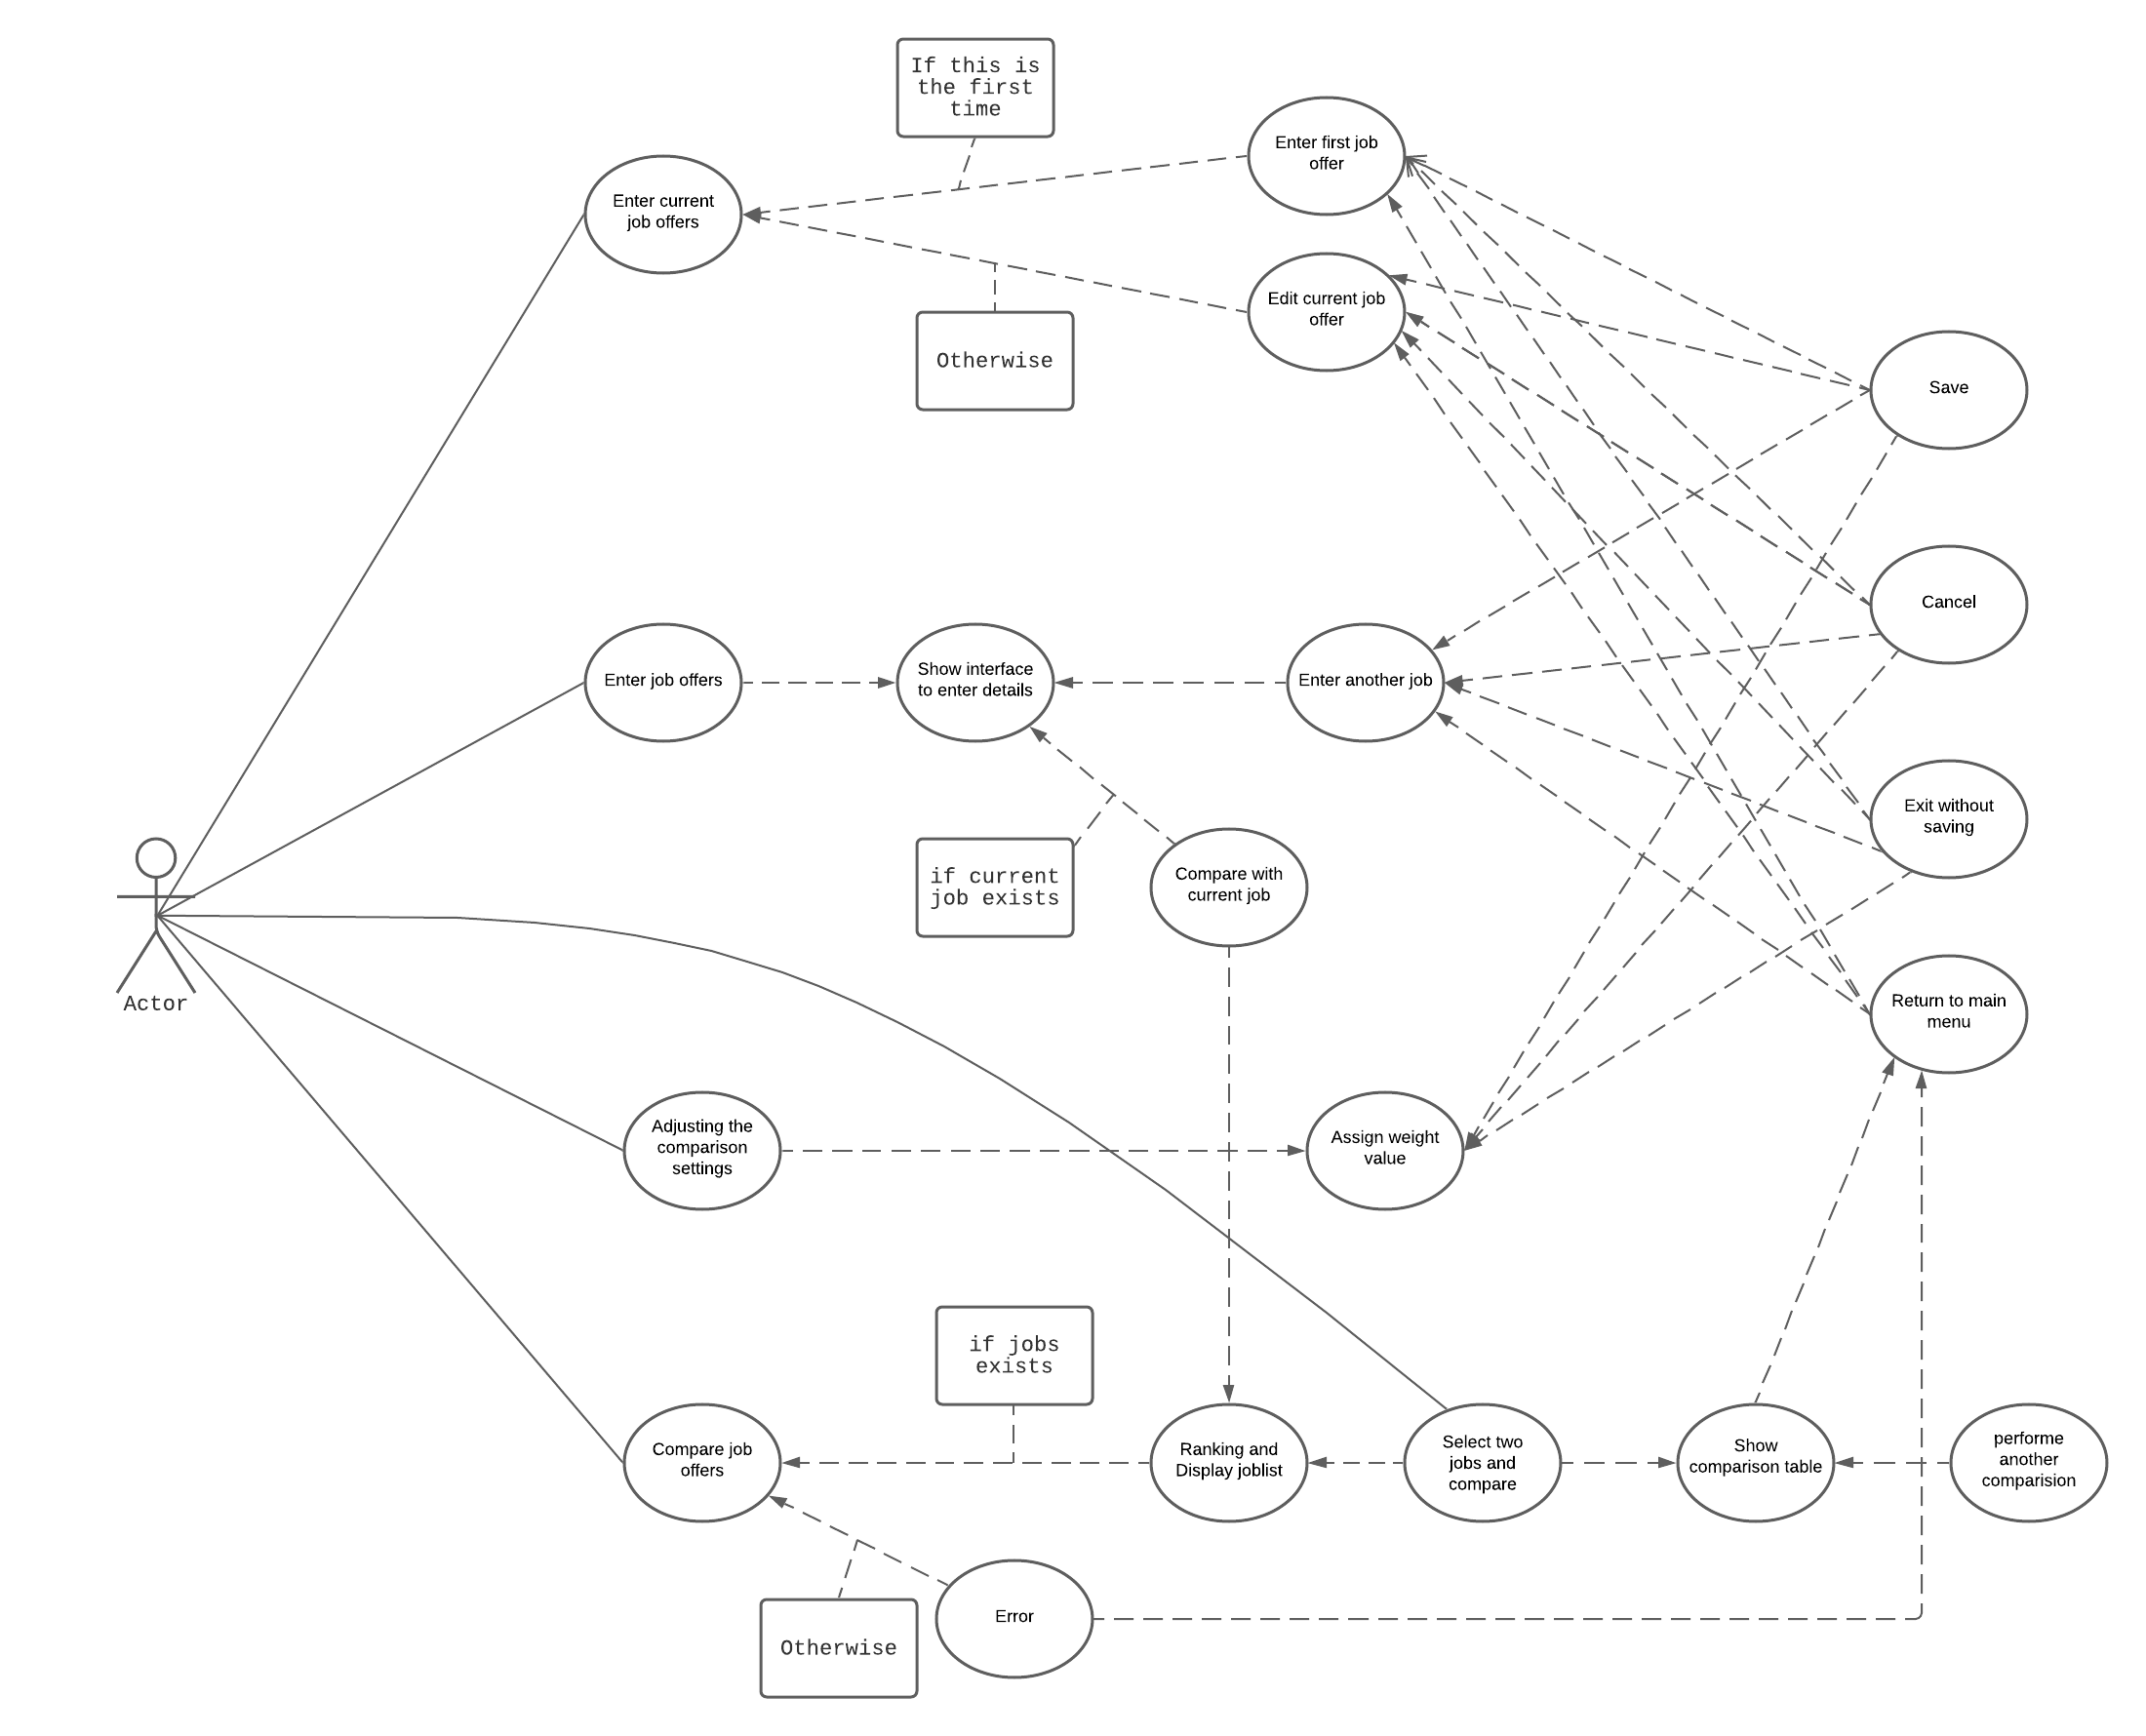 If this is
the first
time
Enter first job
offer
Enter current
job offers
Edit current job
offer
Otherwise
Save
Cancel
Enter job offers
Show interface
to enter details
Enter another job
Exit without
saving
if current
job exists
Compare with
current job
Actor
Return to main
menu
Adjusting the
comparison
settings
Assign weight
value
if jobs
exists
Compare job
offers
Ranking and
Display joblist
Select two
jobs and
compare
Show
comparison table
performe
another
comparision
Error
Otherwise